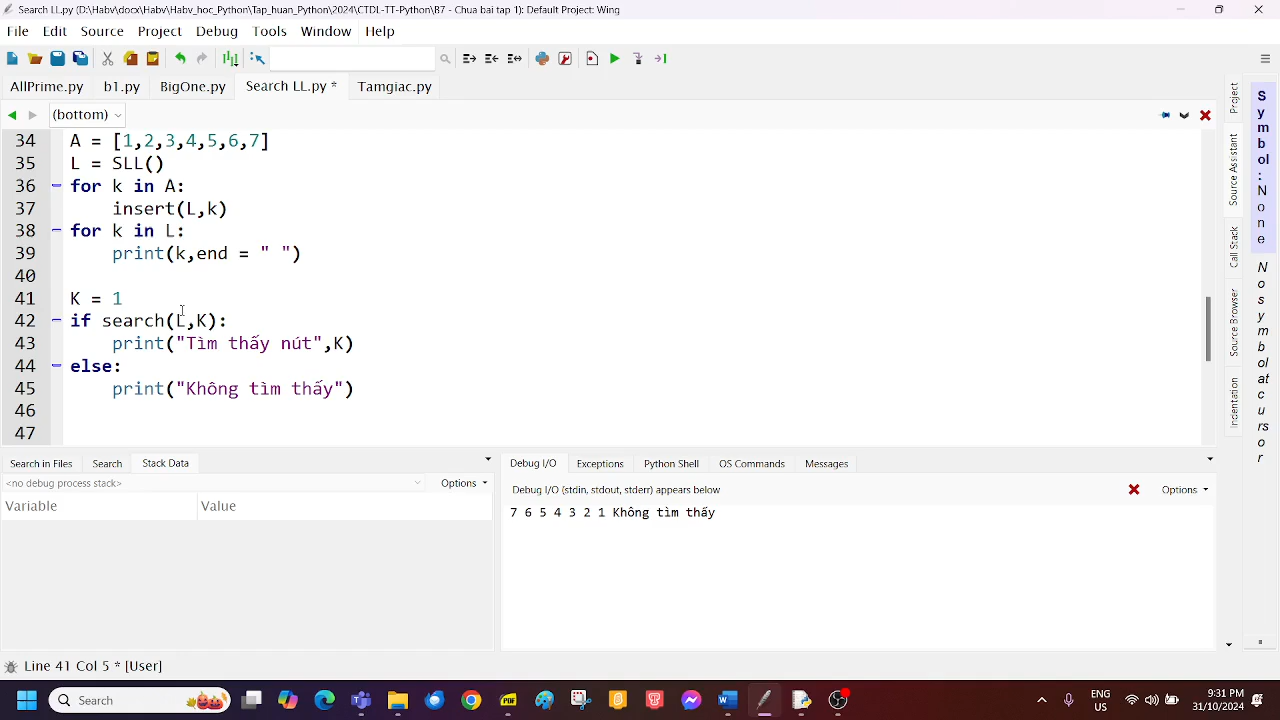 Search LL.py (D:\Habv\docx\Habv\Habv_hoc_Python\Tap_huan_Python\2024\CTDL-TT-Python\B7 - Chua bai tap 1): Default Project: Wing
File Edit Source Project Debug Tools Window Help
AllPrime.py b1.py BigOne.py Search LL.py * Tamgiac.py
(bottom)
34 A = [1,2,3,4,5,6,7]
35 L = SLL()
36 for k in A:
37 insert(L,k)
38 for k in L:
39 print(k,end = " ")
40
41 K = 1
42 if search(L,K):
43 print("Tìm thấy nút",K)
44 else:
45 print("Không tìm thấy")
46
47
Project
Source Assistant
Call Stack
Source Browser
Indentation
Symbol: None
No symbol at cursor
Search in Files Search Stack Data
<no debug process stack> Options
Variable Value
Debug I/O Exceptions Python Shell OS Commands Messages
Debug I/O (stdin, stdout, stderr) appears below Options
7 6 5 4 3 2 1 Không tìm thấy
Line 41 Col 5 * [User]
Search
PDF
ENG
US
9:31 PM
31/10/2024